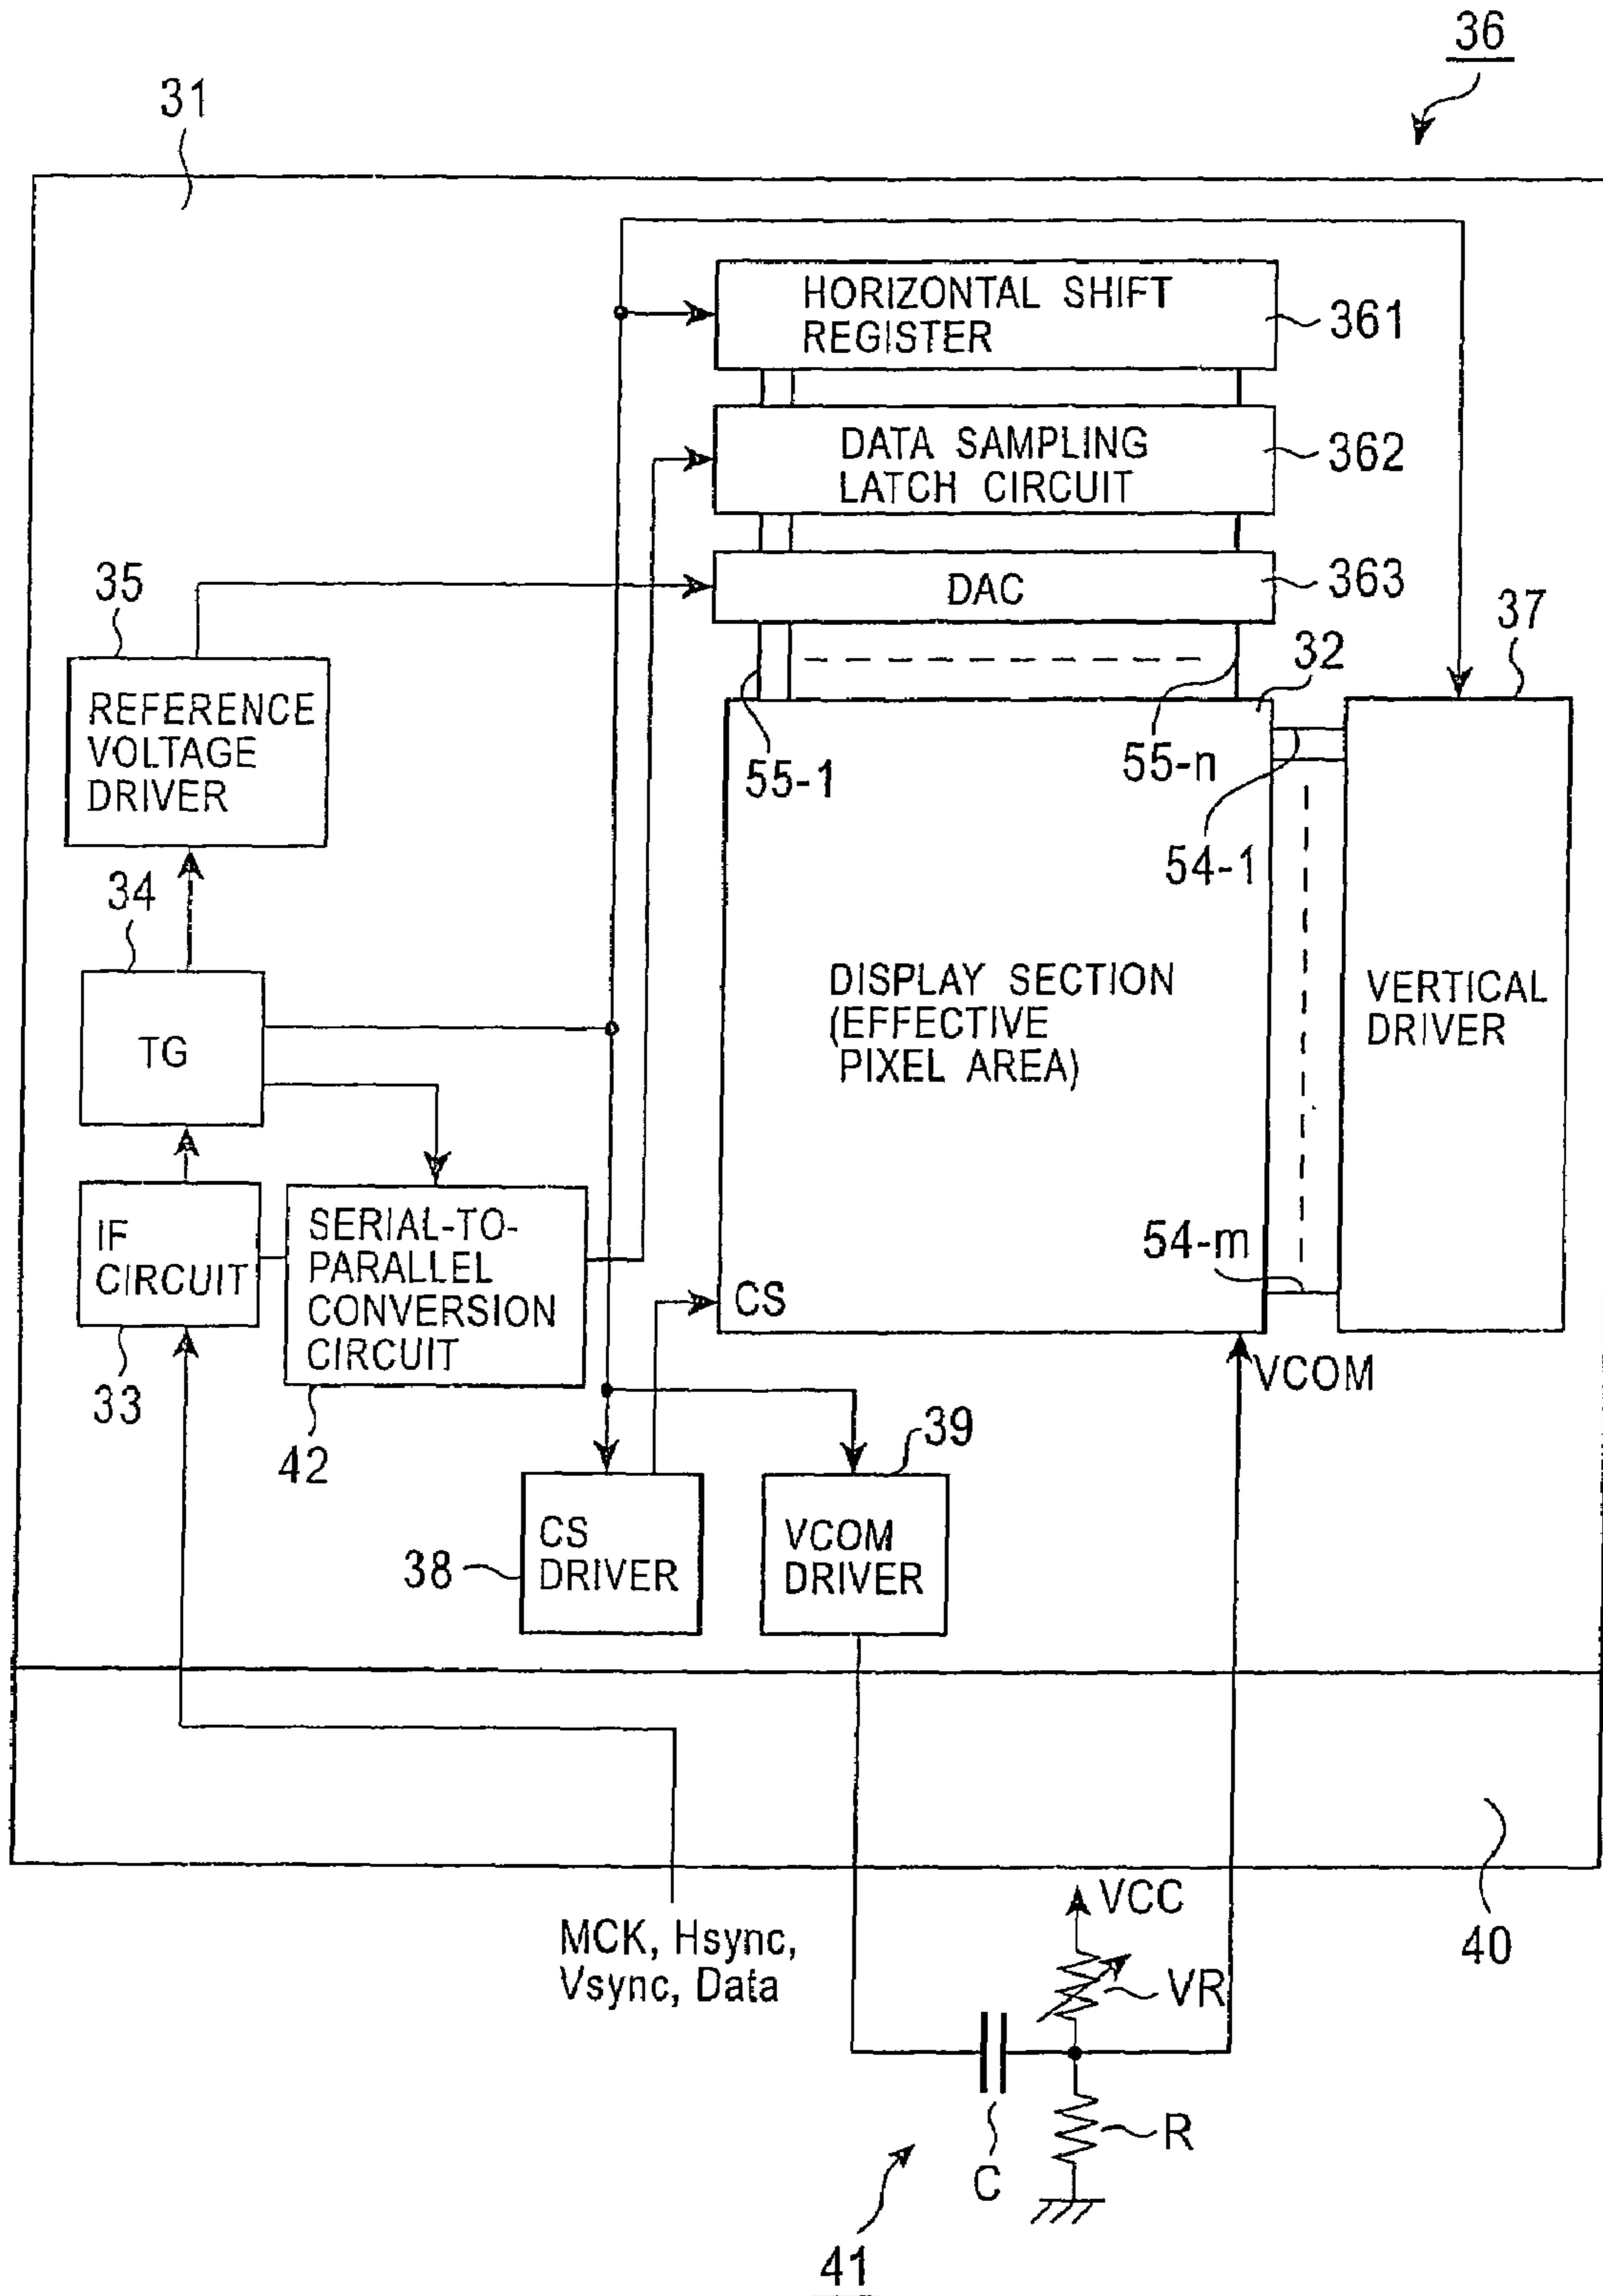 36
31
HORIZONTAL SHIFT
REGISTER
361
DATA SAMPLING
LATCH CIRCUIT
362
DAC
363
35
REFERENCE
VOLTAGE
DRIVER
32
37
55-1
55-n
54-1
34
TG
DISPLAY SECTION
(EFFECTIVE
PIXEL AREA)
VERTICAL
DRIVER
IF
CIRCUIT
33
SERIAL-TO-
PARALLEL
CONVERSION
CIRCUIT
42
54-m
CS
VCOM
39
CS
DRIVER
38
VCOM
DRIVER
MCK, Hsync,
Vsync, Data
VCC
VR
40
C
R
41